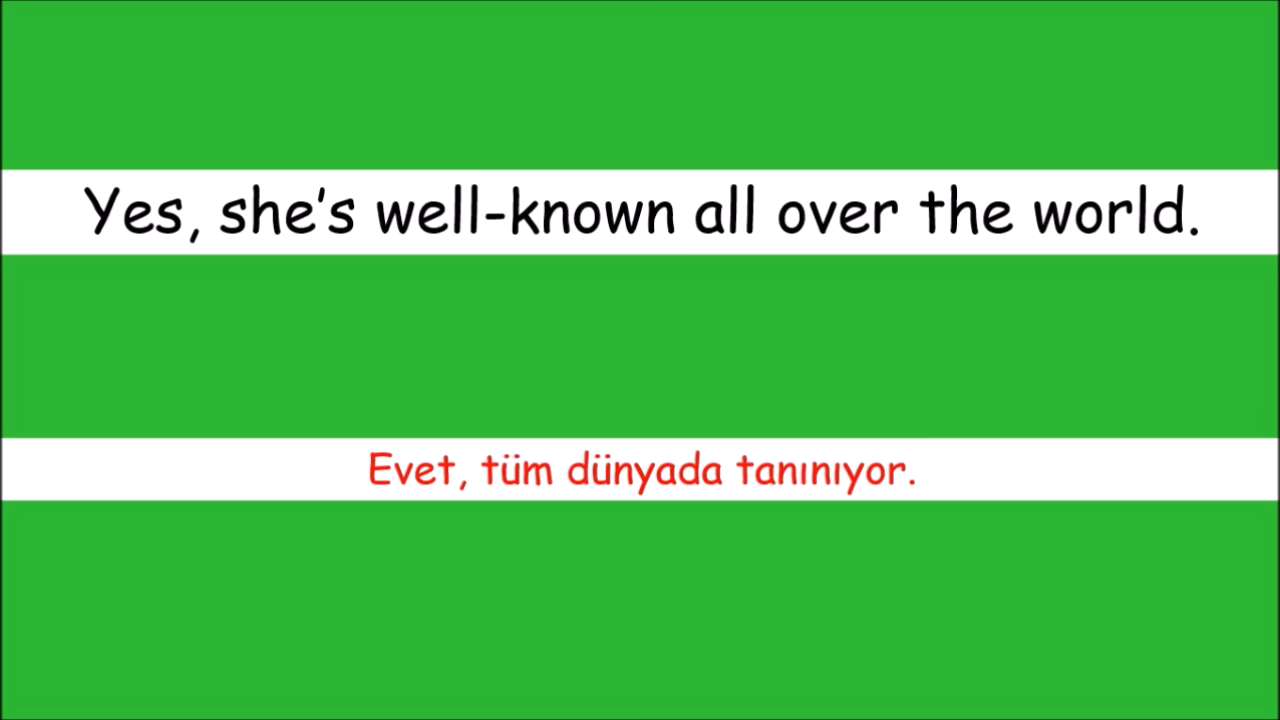 Yes, she's well-known all over the world.
Evet, tüm dünyada tanınıyor.